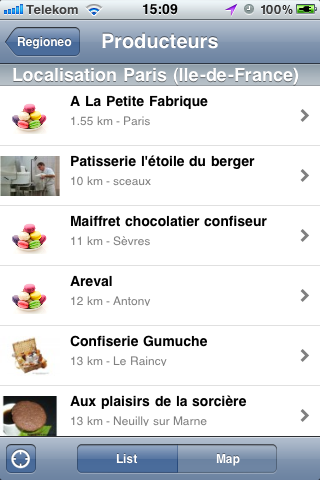 Telekom 15:09 100%
Regioneo Producteurs
Localisation Paris (Ile-de-France)
A La Petite Fabrique
1.55 km - Paris
Patisserie l'étoile du berger
10 km - sceaux
Maiffret chocolatier confiseur
11 km - Sèvres
Areval
12 km - Antony
Confiserie Gumuche
13 km - Le Raincy
Aux plaisirs de la sorcière
13 km - Neuilly sur Marne
List Map